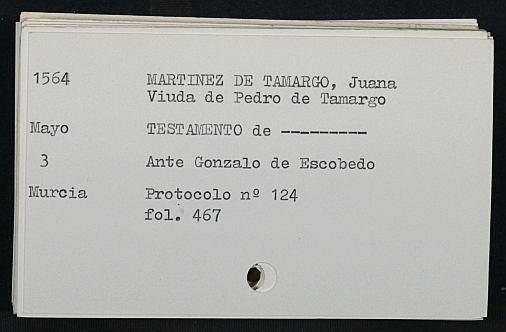 1564 MARTINEZ DE TAMARGO, Juana
Viuda de Pedro de Tamargo
Mayo TESTAMENTO de ----------
3 Ante Gonzalo de Escobedo
Murcia Protocolo nº 124
fol. 467